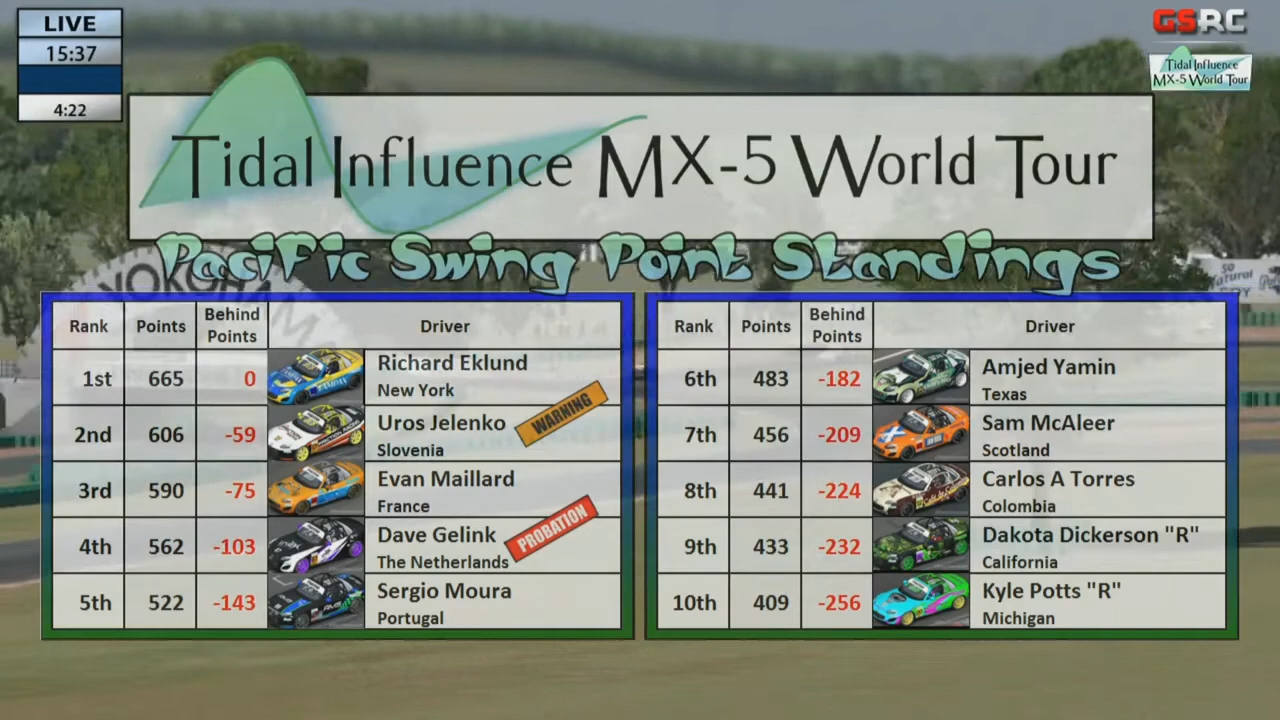 LIVE
15:37
4:22
GSRC
Tidal Influence
MX-5 World Tour
Tidal Influence MX-5 World Tour
Pacific Swing Point Standings
YOKOHAMA
So
Natural
Rank Points Behind Points Driver
1st 665 0 Richard Eklund
New York
2nd 606 -59 Uros Jelenko
Slovenia
WARNING
3rd 590 -75 Evan Maillard
France
4th 562 -103 Dave Gelink
The Netherlands
PROBATION
5th 522 -143 Sergio Moura
Portugal
Rank Points Behind Points Driver
6th 483 -182 Amjed Yamin
Texas
7th 456 -209 Sam McAleer
Scotland
8th 441 -224 Carlos A Torres
Colombia
9th 433 -232 Dakota Dickerson "R"
California
10th 409 -256 Kyle Potts "R"
Michigan